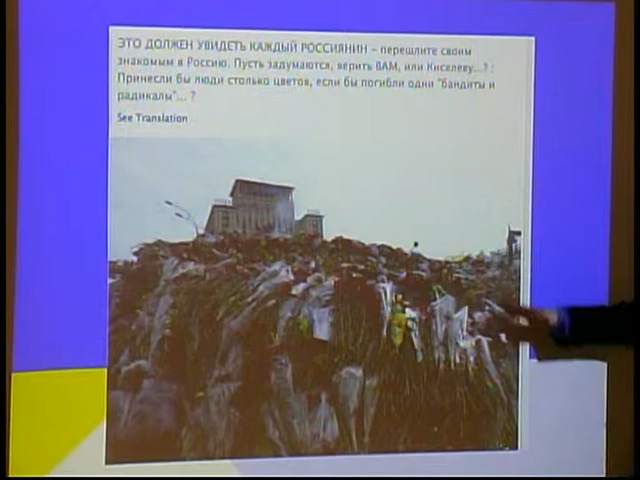 ЭТО ДОЛЖЕН УВИДЕТЬ КАЖДЫЙ РОССИЯНИН – перешлите своим
знакомым в Россию. Пусть задумаются, верить ВАМ, или Киселеву...? :
Принесли бы люди столько цветов, если бы погибли одни "бандиты и
радикалы"... ?
See Translation